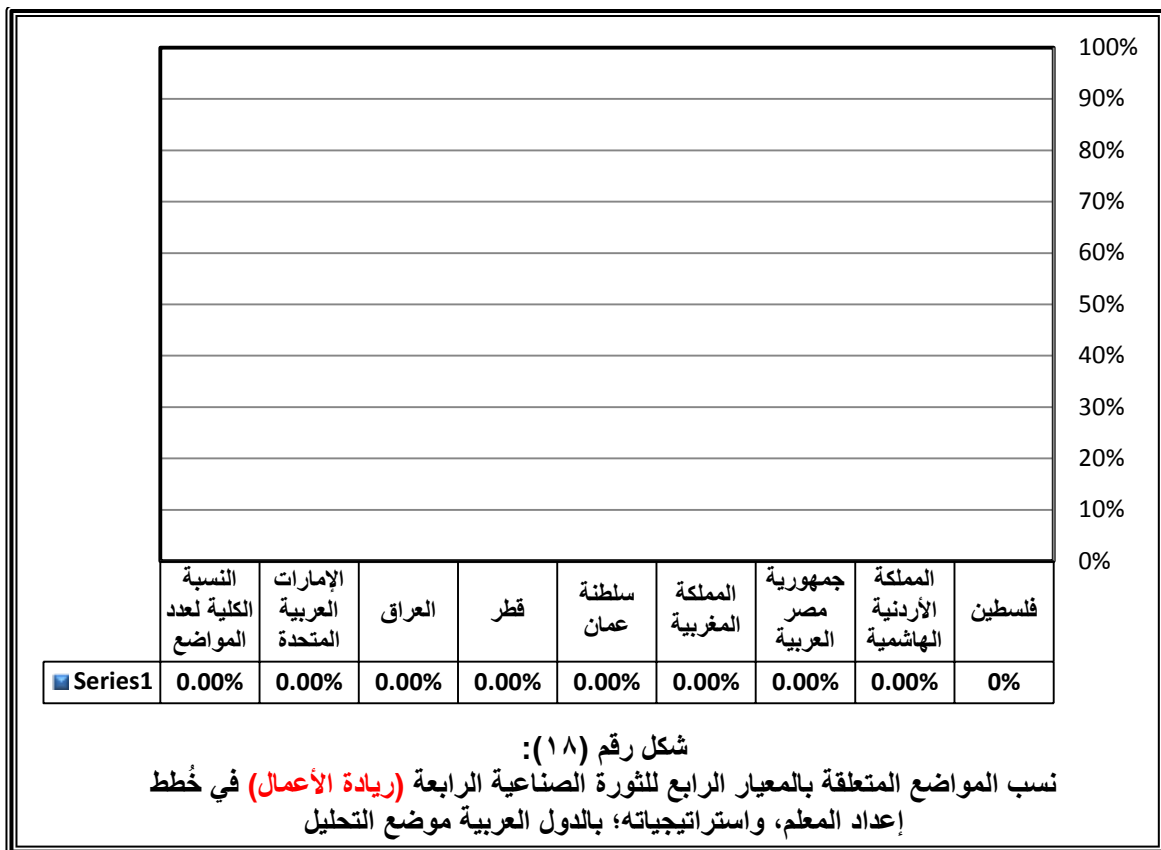 100%
90%
80%
70%
60%
50%
40%
30%
20%
10%
0%
فلسطين
المملكة
الأردنية
الهاشمية
جمهورية
مصر
العربية
المملكة
المغربية
سلطنة
عمان
قطر
العراق
الإمارات
العربية
المتحدة
النسبة
الكلية لعدد
المواضع
Series1 0.00% 0.00% 0.00% 0.00% 0.00% 0.00% 0.00% 0.00% 0%
شكل رقم (١٨):
نسب المواضع المتعلقة بالمعيار الرابع للثورة الصناعية الرابعة (ريادة الأعمال) في خُطط
إعداد المعلم، واستراتيجياته؛ بالدول العربية موضع التحليل